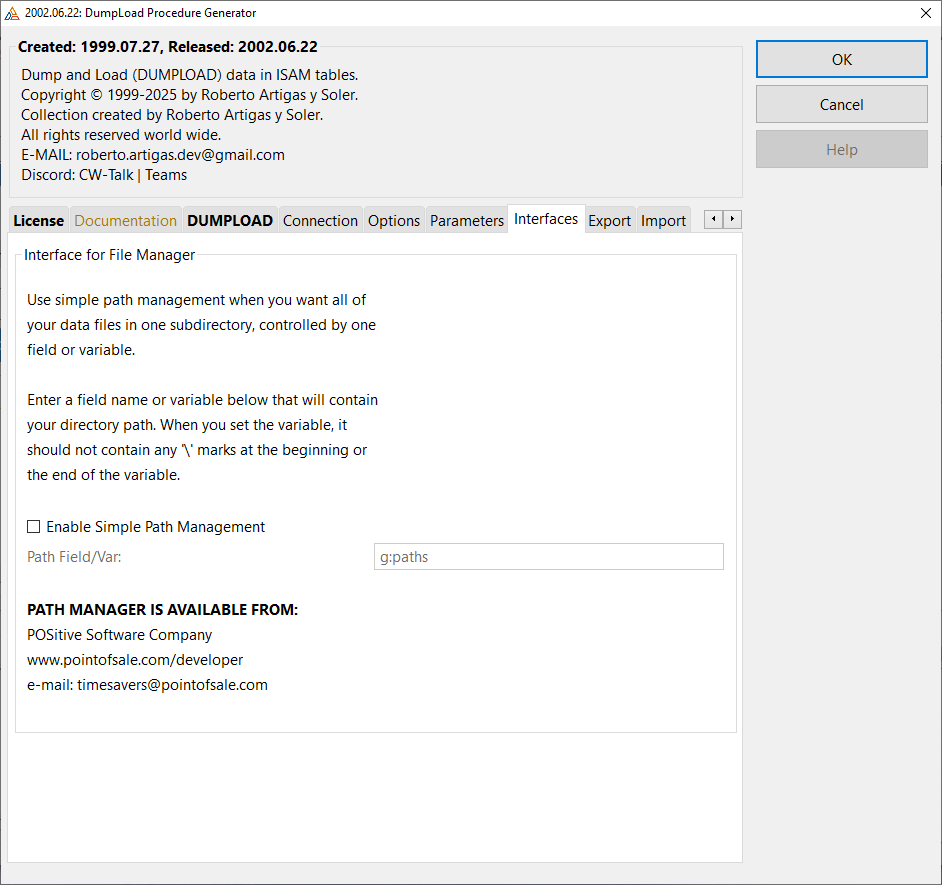 2002.06.22: DumpLoad Procedure Generator
Created: 1999.07.27, Released: 2002.06.22
Dump and Load (DUMPLOAD) data in ISAM tables.
Copyright © 1999-2025 by Roberto Artigas y Soler.
Collection created by Roberto Artigas y Soler.
All rights reserved world wide.
E-MAIL: roberto.artigas.dev@gmail.com
Discord: CW-Talk | Teams
OK
Cancel
Help
License Documentation DUMPLOAD Connection Options Parameters Interfaces Export Import
Interface for File Manager
Use simple path management when you want all of
your data files in one subdirectory, controlled by one
field or variable.
Enter a field name or variable below that will contain
your directory path. When you set the variable, it
should not contain any '\' marks at the beginning or
the end of the variable.
Enable Simple Path Management
Path Field/Var: g:paths
PATH MANAGER IS AVAILABLE FROM:
POSitive Software Company
www.pointofsale.com/developer
e-mail: timesavers@pointofsale.com